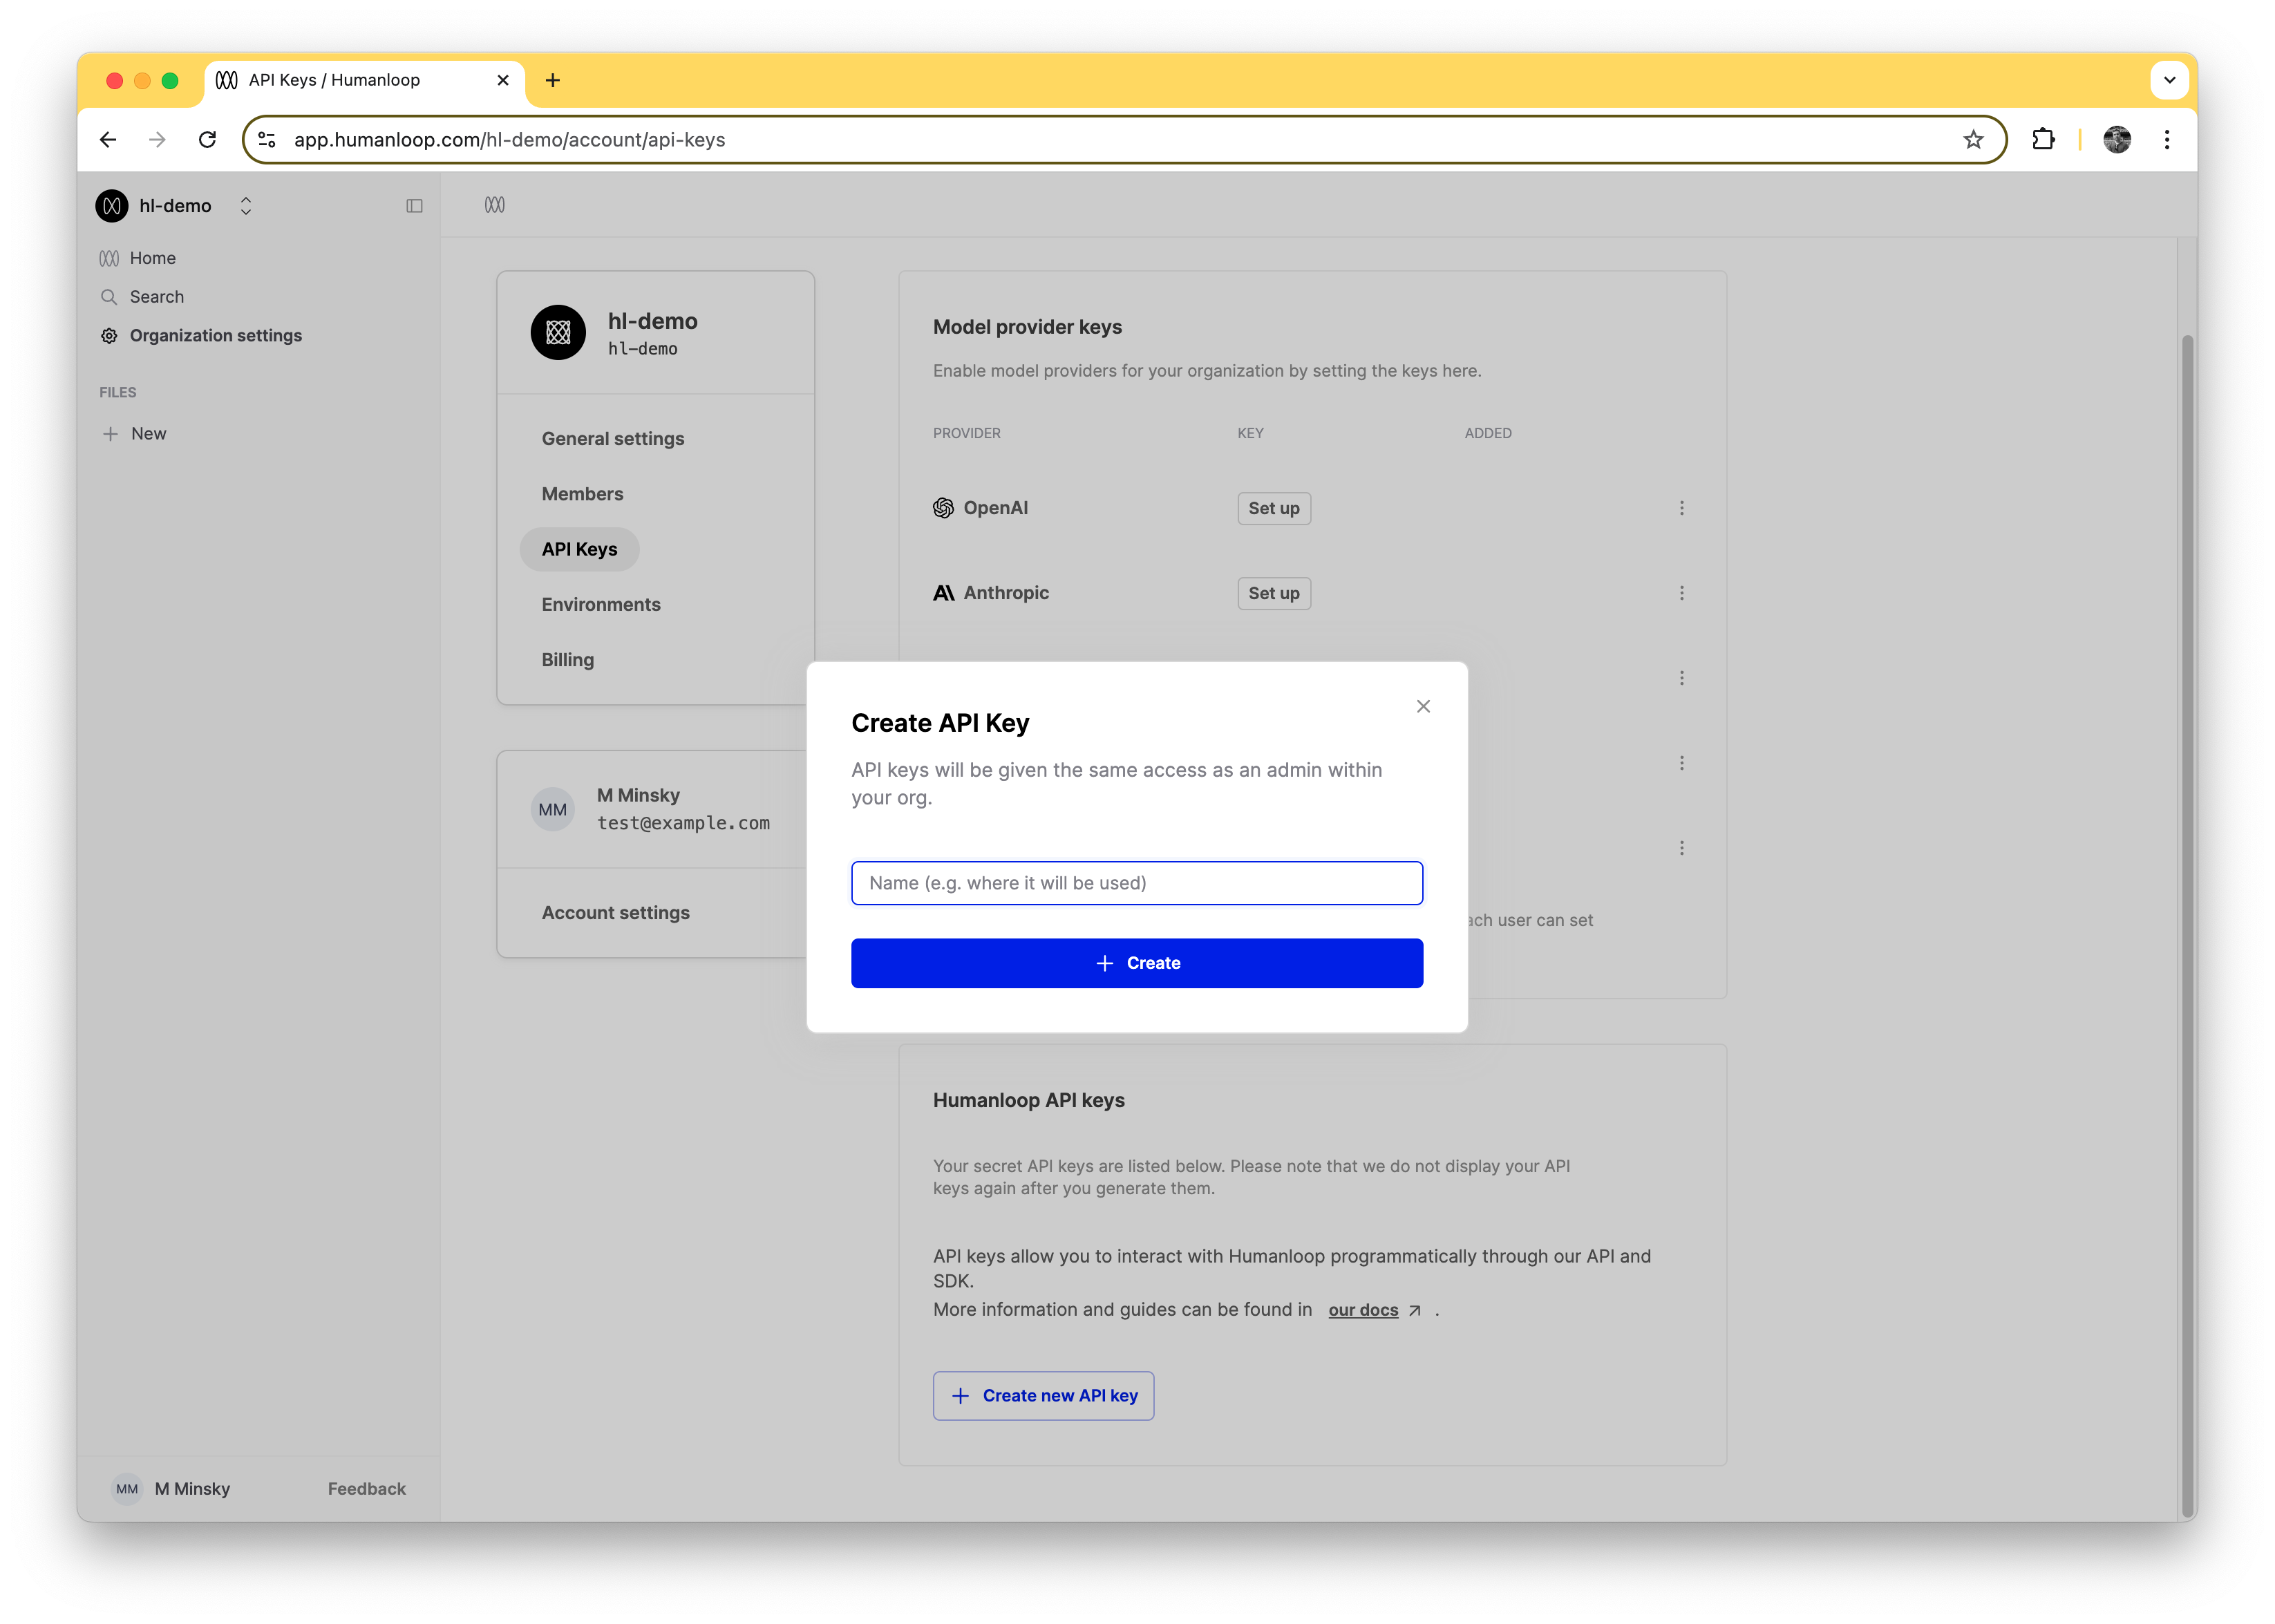 API Keys / Humanloop
app.humanloop.com/hl-demo/account/api-keys
hl-demo
Home
Search
Organization settings
FILES
New
hl-demo
hl-demo
General settings
Members
API Keys
Environments
Billing
MM
M Minsky
test@example.com
Account settings
Model provider keys
Enable model providers for your organization by setting the keys here.
PROVIDER KEY ADDED
OpenAI Set up
Anthropic Set up
Create API Key
API keys will be given the same access as an admin within
your org.
Name (e.g. where it will be used)
Create
user can set
Humanloop API keys
Your secret API keys are listed below. Please note that we do not display your API
keys again after you generate them.
API keys allow you to interact with Humanloop programmatically through our API and
SDK.
More information and guides can be found in our docs .
Create new API key
MM M Minsky Feedback